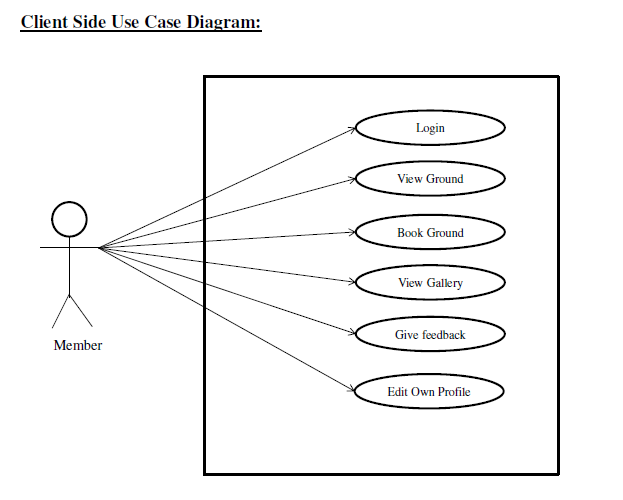 Client Side Use Case Diagram:
Login
View Ground
Book Ground
View Gallery
Give feedback
Edit Own Profile
Member